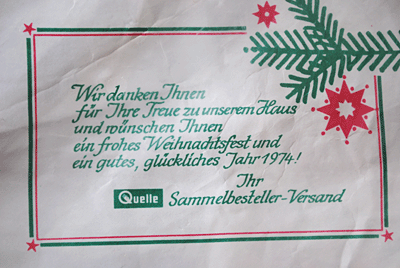 Wir danken Ihnen
für Ihre Treue zu unserem Haus
und wünschen Ihnen
ein frohes Weihnachtsfest und
ein gutes, glückliches Jahr 1974!
Ihr
Quelle Sammelbesteller-Versand